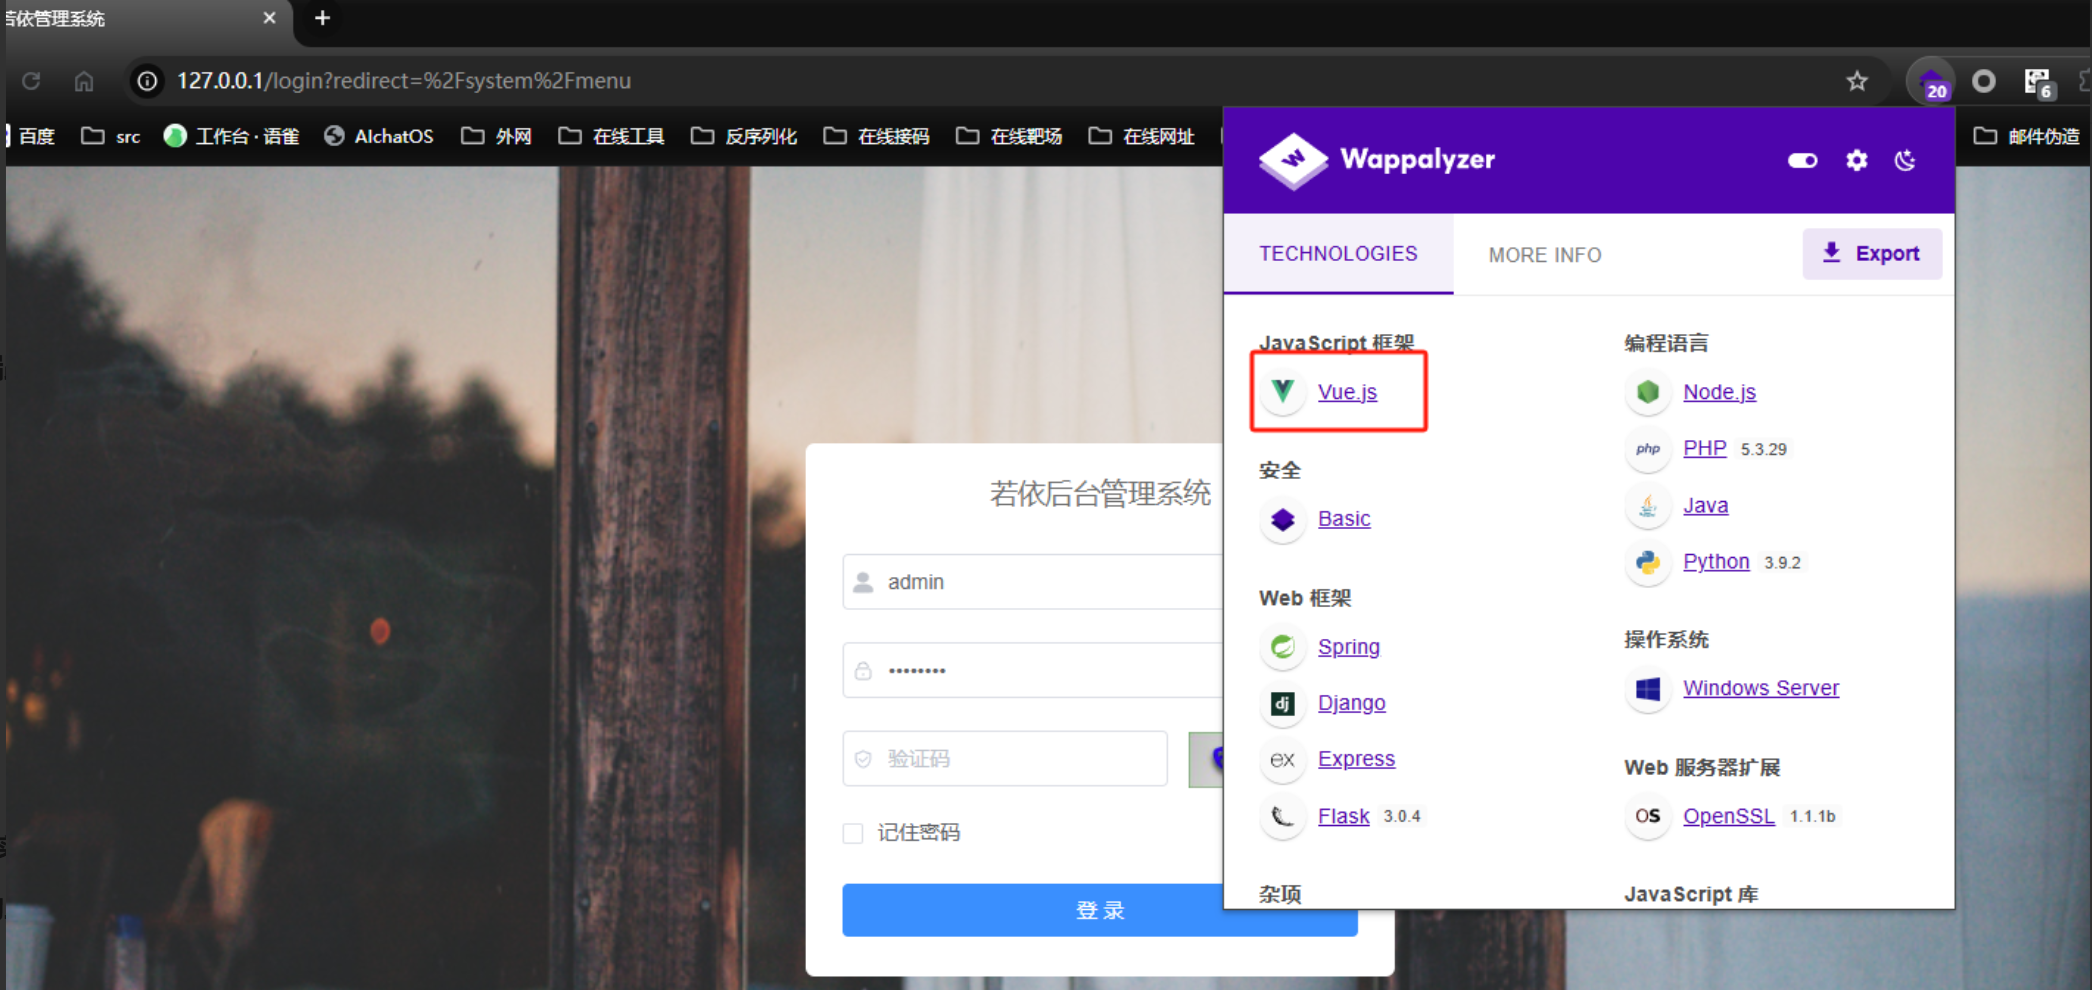 若依管理系统
127.0.0.1/login?redirect=%2Fsystem%2Fmenu
20
6
百度 src 工作台 · 语雀 AIchatOS 外网 在线工具 反序列化 在线接码 在线靶场 在线网址 邮件伪造
Wappalyzer
TECHNOLOGIES MORE INFO Export
JavaScript 框架
Vue.js
安全
Basic
Web 框架
Spring
Django
Express
Flask 3.0.4
杂项
编程语言
Node.js
PHP 5.3.29
Java
Python 3.9.2
操作系统
Windows Server
Web 服务器扩展
OpenSSL 1.1.1b
JavaScript 库
若依后台管理系统
admin
验证码
记住密码
登 录